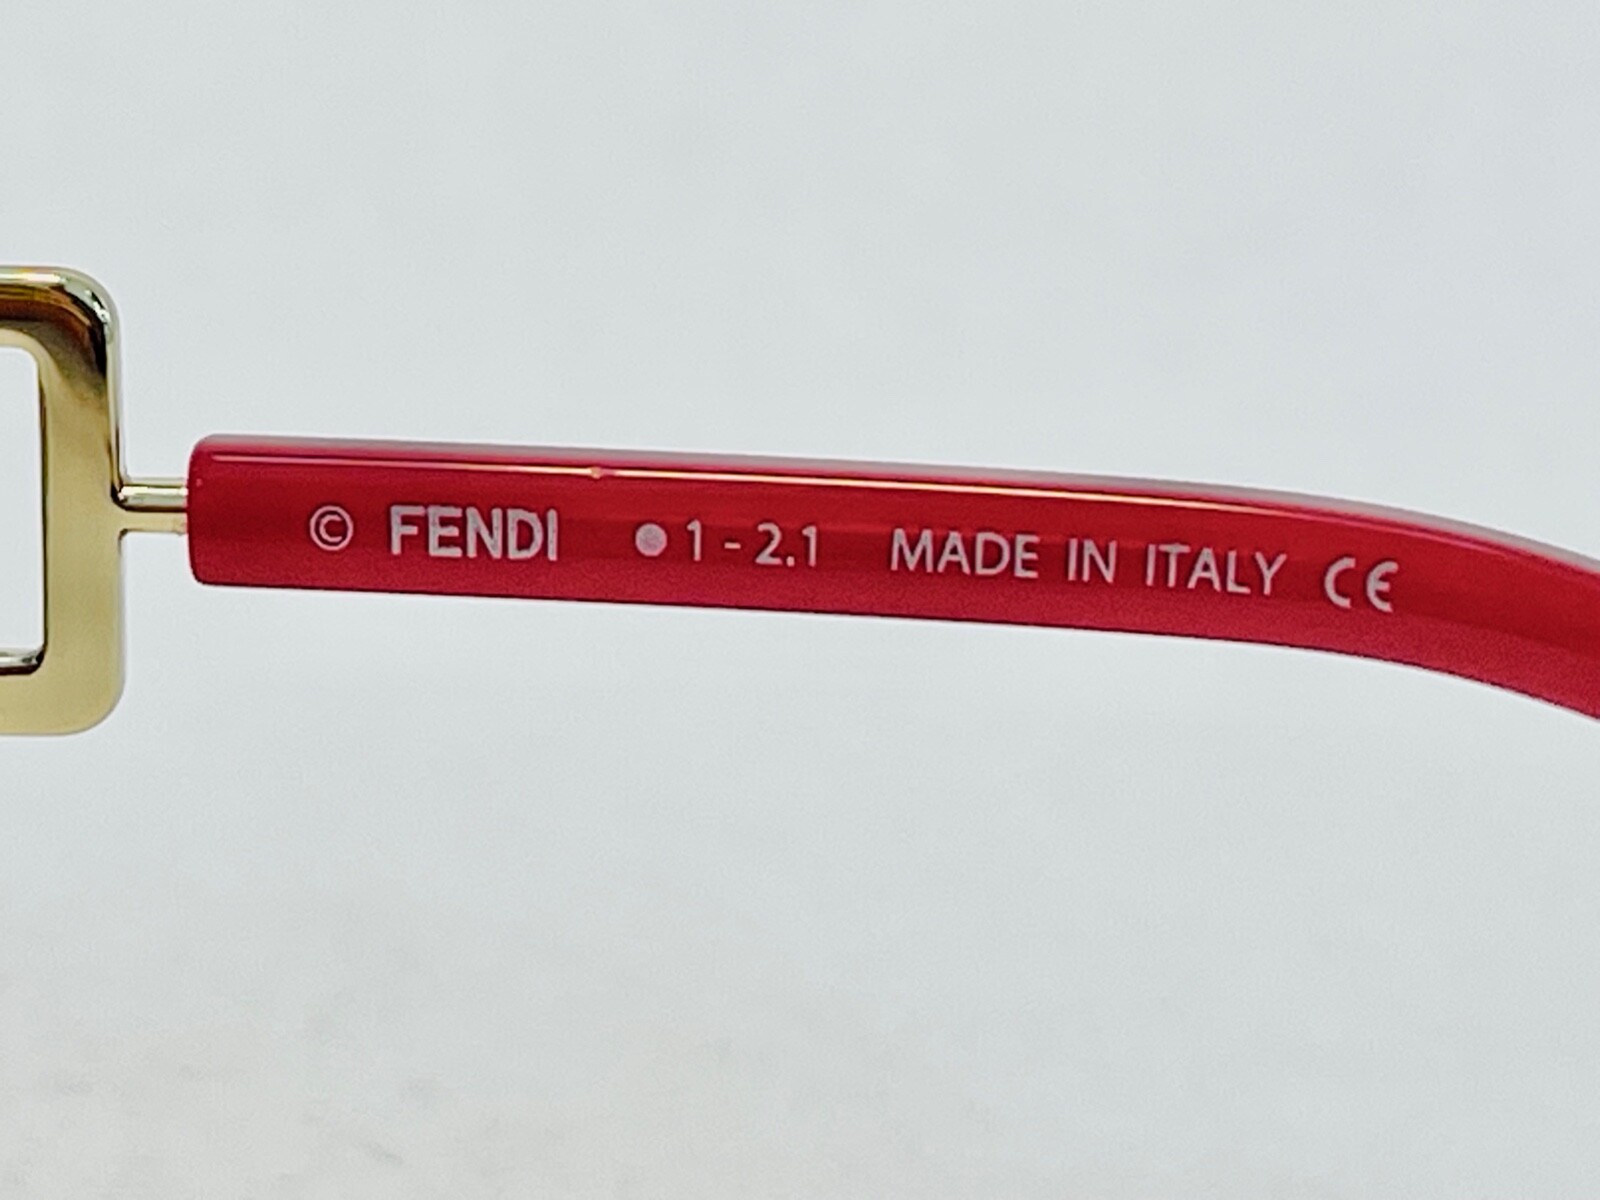 © FENDI ●1-2.1 MADE IN ITALY CE